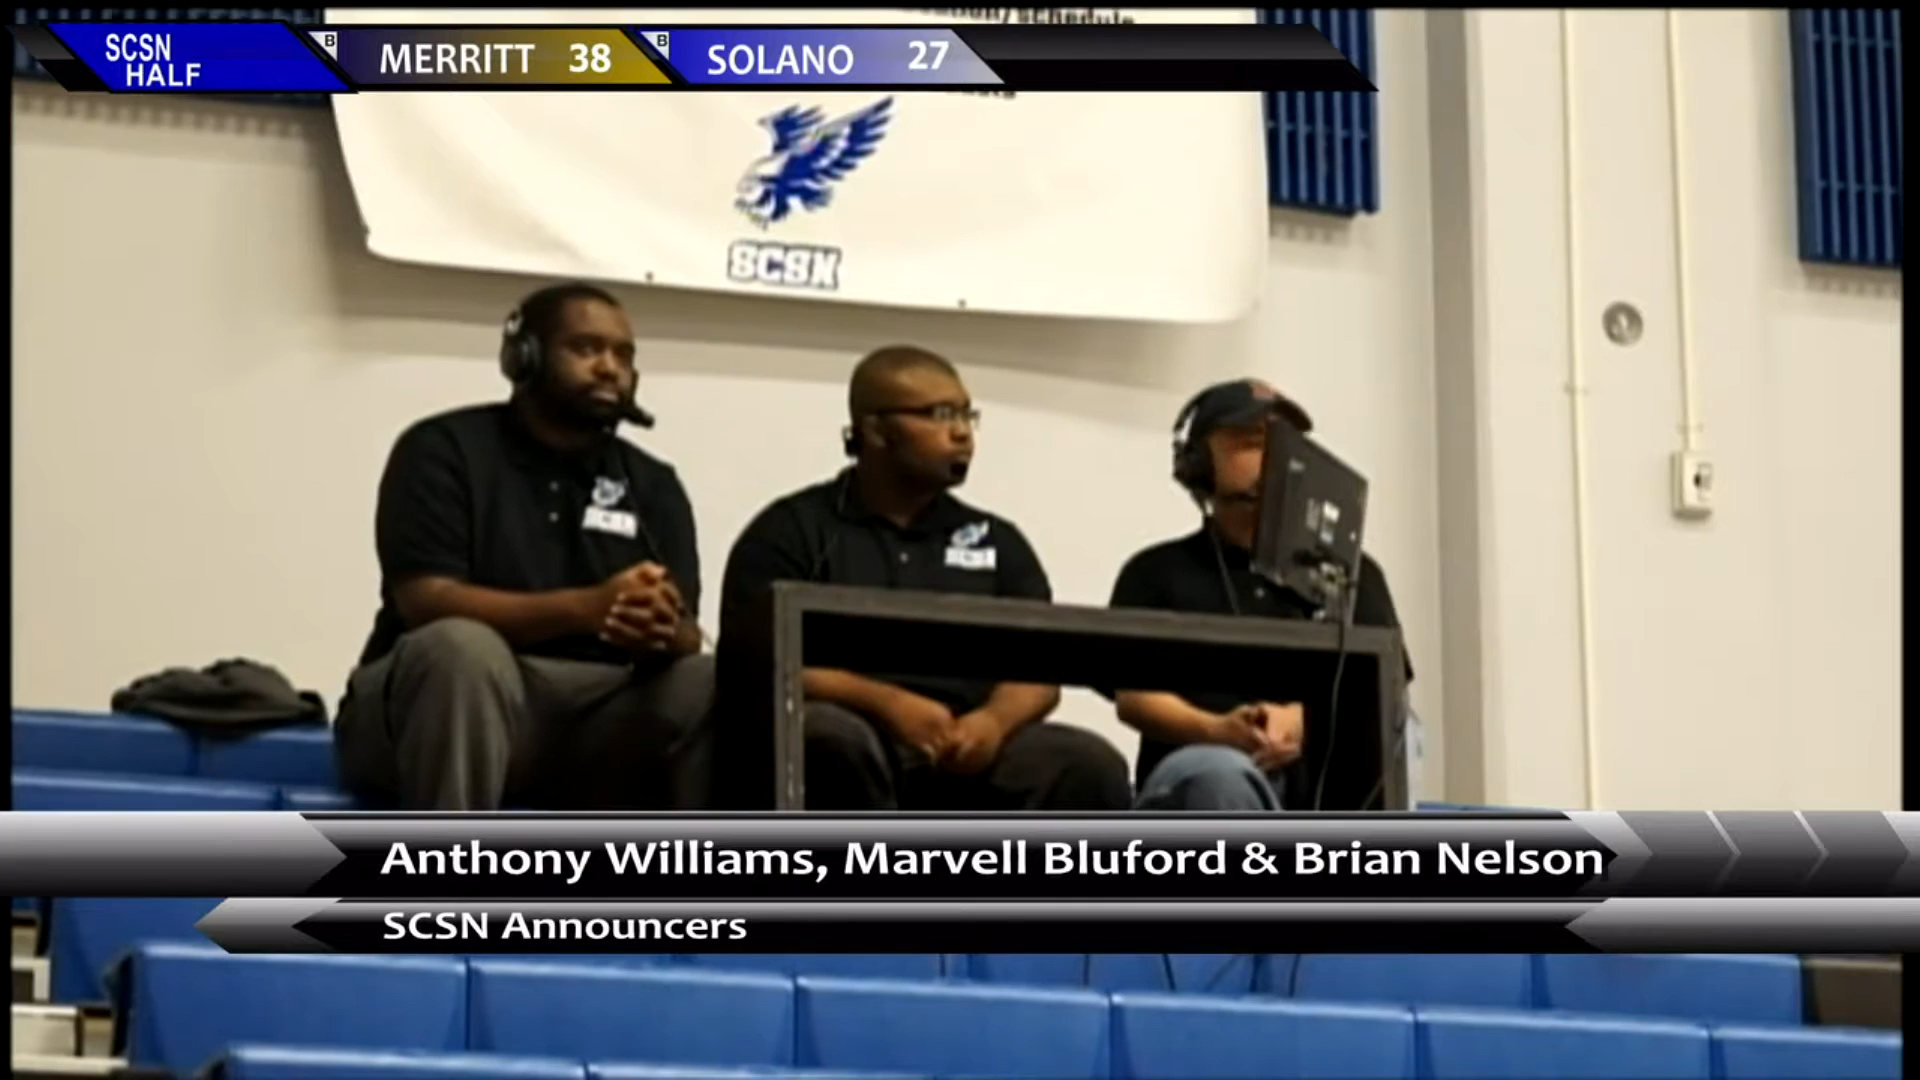 SCSN
HALF
B
MERRITT 38
B
SOLANO 27
SCSN
SCSN
SCSN
Anthony Williams, Marvell Bluford & Brian Nelson
SCSN Announcers